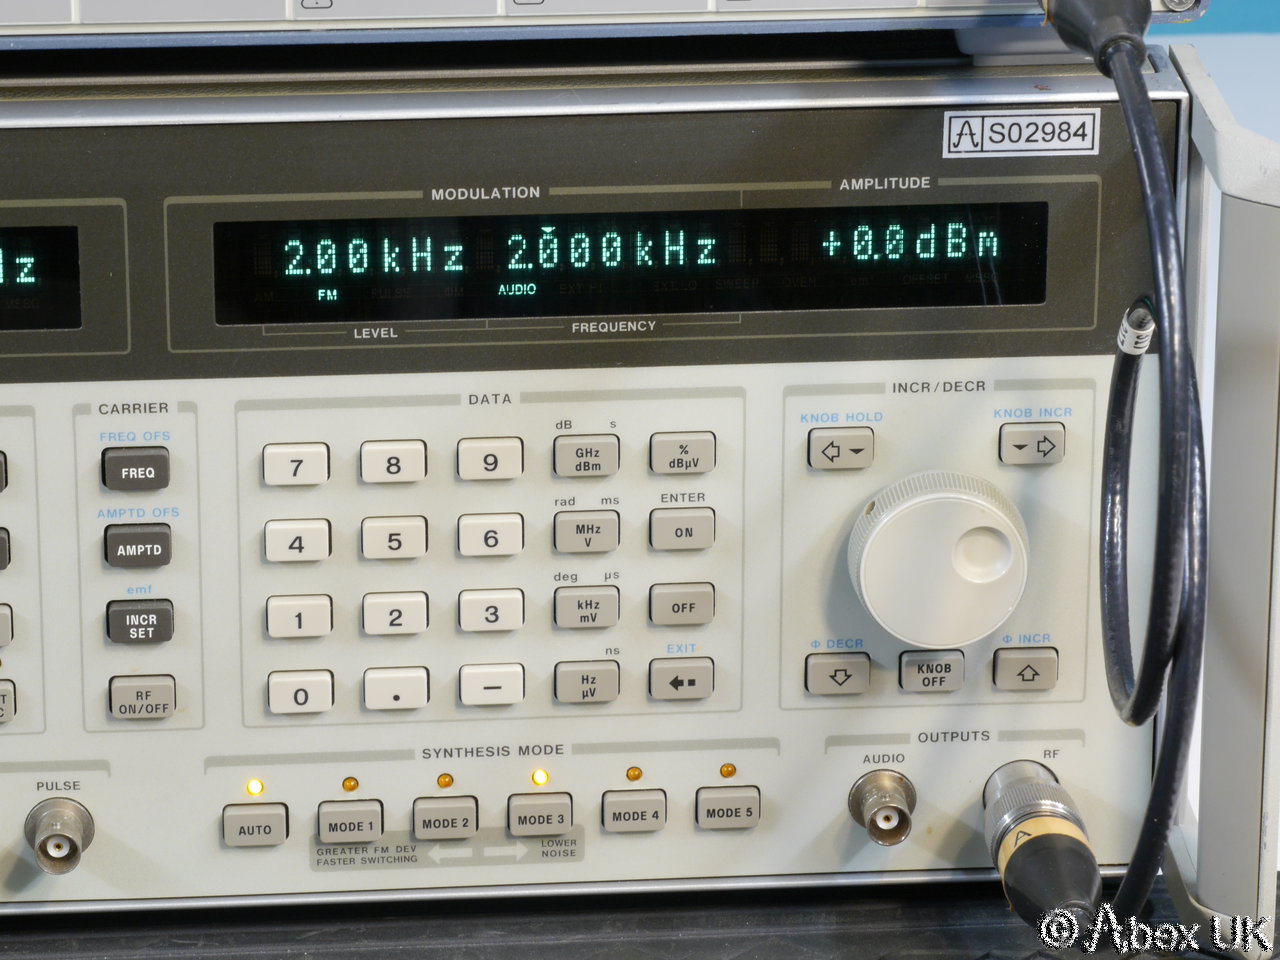 A S02984
MODULATION
AMPLITUDE
Hz
2.00kHz 2.000kHz +0.0dBm
FM
AUDIO
LEVEL
FREQUENCY
CARRIER
FREQ OFS
FREQ
AMPTD OFS
AMPTD
emf
INCR
SET
RF
ON/OFF
DATA
dB s
7 8 9 GHz
dBm
%
dBµV
rad ms
ENTER
4 5 6 MHz
V
ON
deg µs
1 2 3 kHz
mV
OFF
ns
EXIT
0 . – Hz
µV
INCR/DECR
KNOB HOLD
KNOB INCR
Φ DECR
KNOB
OFF
Φ INCR
SYNTHESIS MODE
AUTO
MODE 1
MODE 2
MODE 3
MODE 4
MODE 5
GREATER FM DEV
FASTER SWITCHING
LOWER
NOISE
PULSE
OUTPUTS
AUDIO
RF
A
© Abex UK